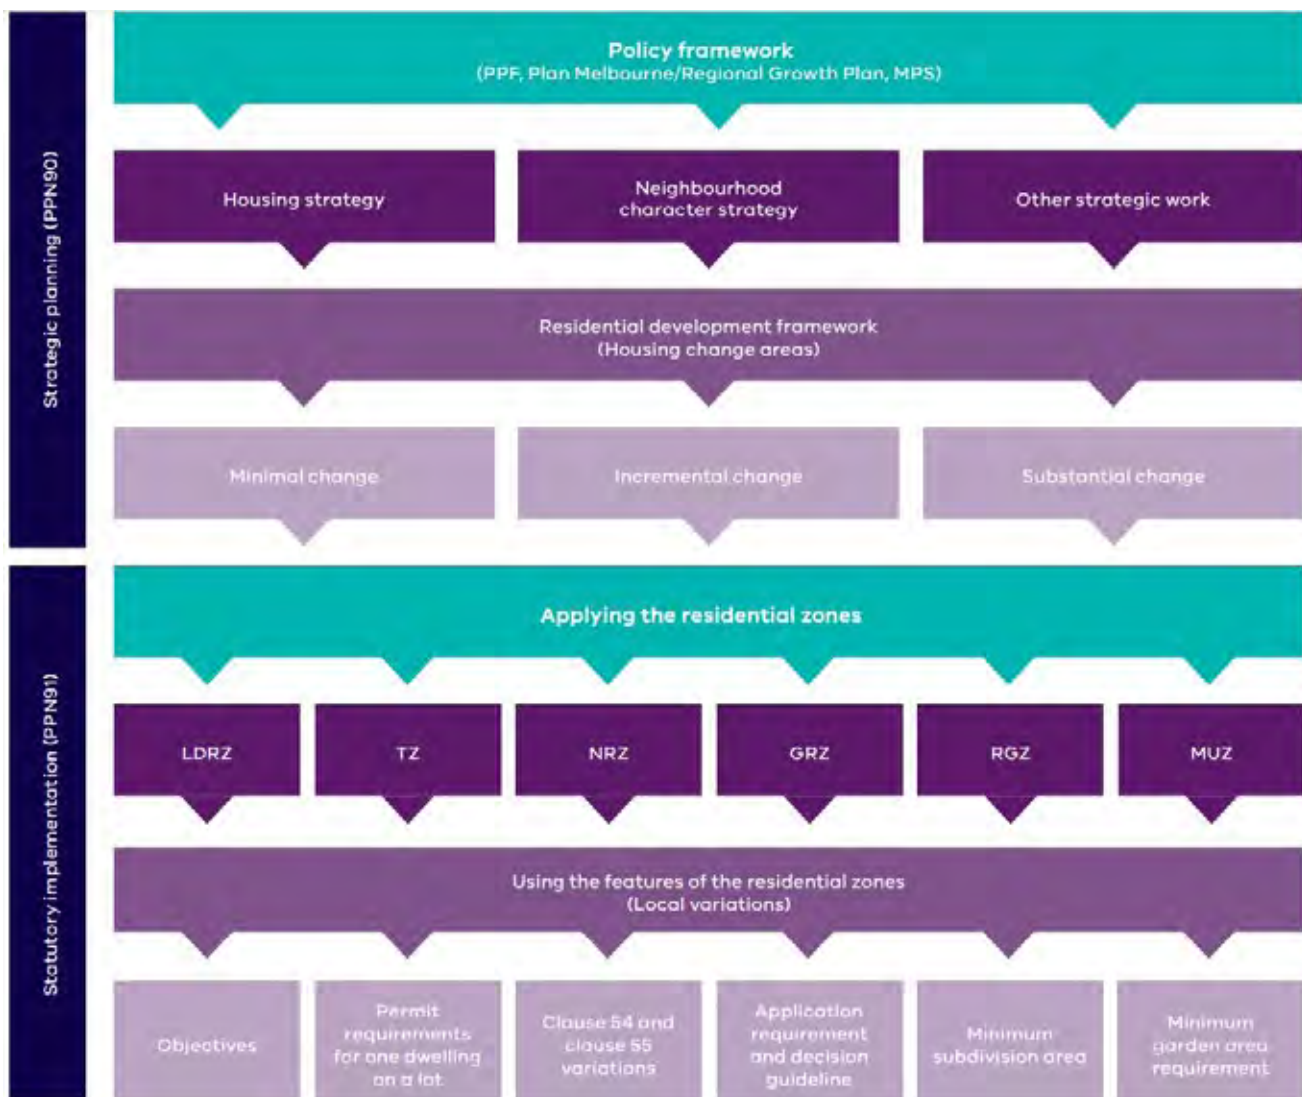 Strategic planning (PPN90)
Policy framework
(PPF, Plan Melbourne/Regional Growth Plan, MPS)
Housing strategy
Neighbourhood
character strategy
Other strategic work
Residential development framework
(Housing change areas)
Minimal change
Incremental change
Substantial change
Statutory implementation (PPN91)
Applying the residential zones
LDRZ
TZ
NRZ
GRZ
RGZ
MUZ
Using the features of the residential zones
(Local variations)
Objectives
Permit
requirements
for one dwelling
on a lot
Clause 54 and
clause 55
variations
Application
requirement
and decision
guideline
Minimum
subdivision area
Minimum
garden area
requirement